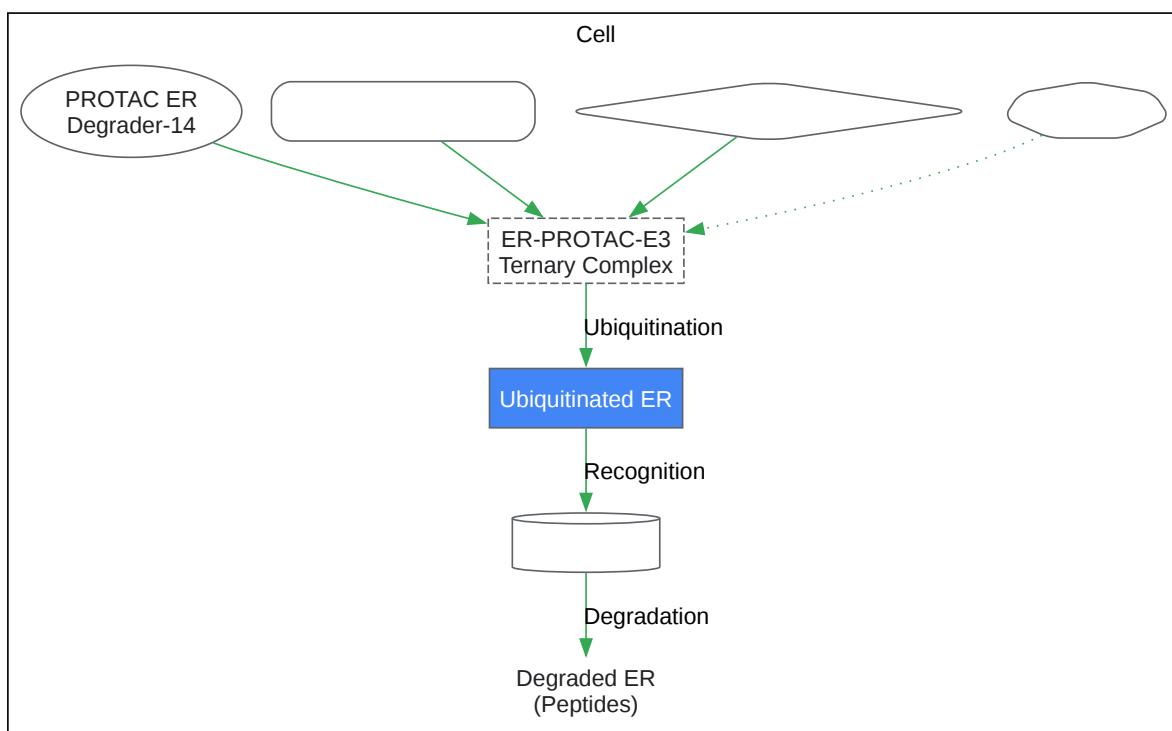 Cell
PROTAC ER
Degrader-14
ER-PROTAC-E3
Ternary Complex
Ubiquitination
Ubiquitinated ER
Recognition
Degradation
Degraded ER
(Peptides)